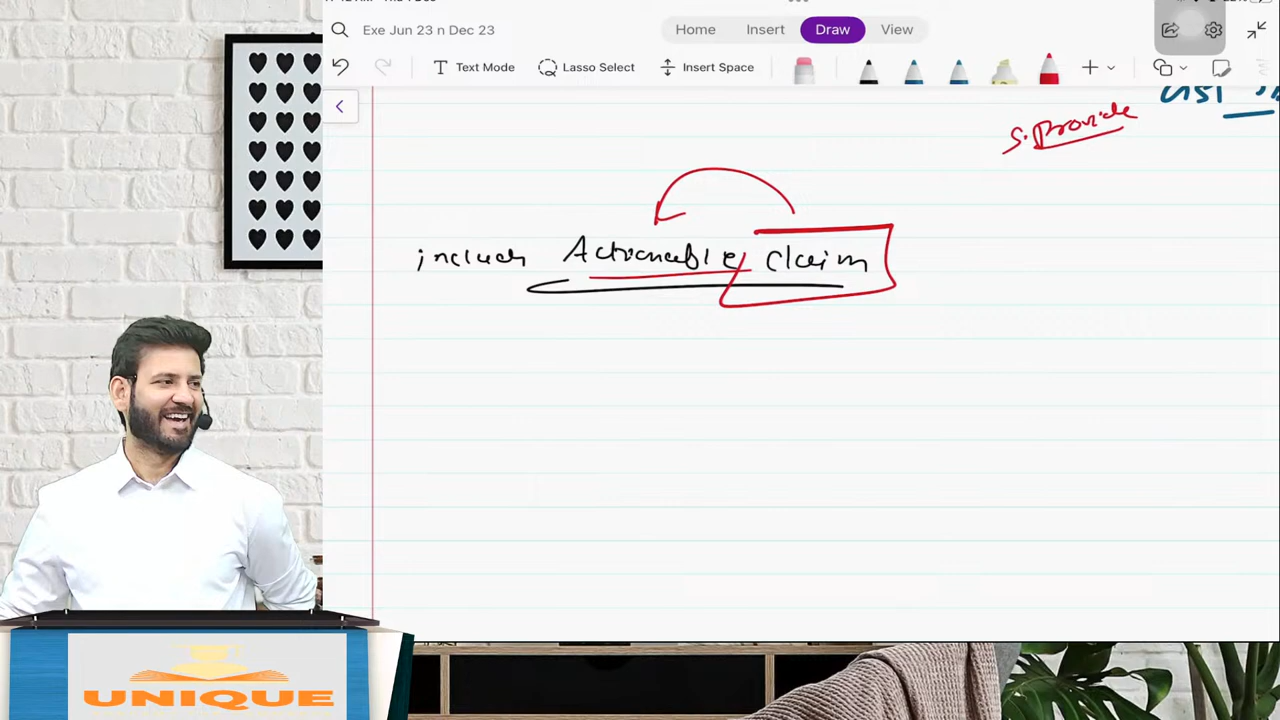 Exe Jun 23 n Dec 23
Home Insert Draw View
Text Mode Lasso Select Insert Space
S. Provide
includes Actionable Claim
UNIQUE